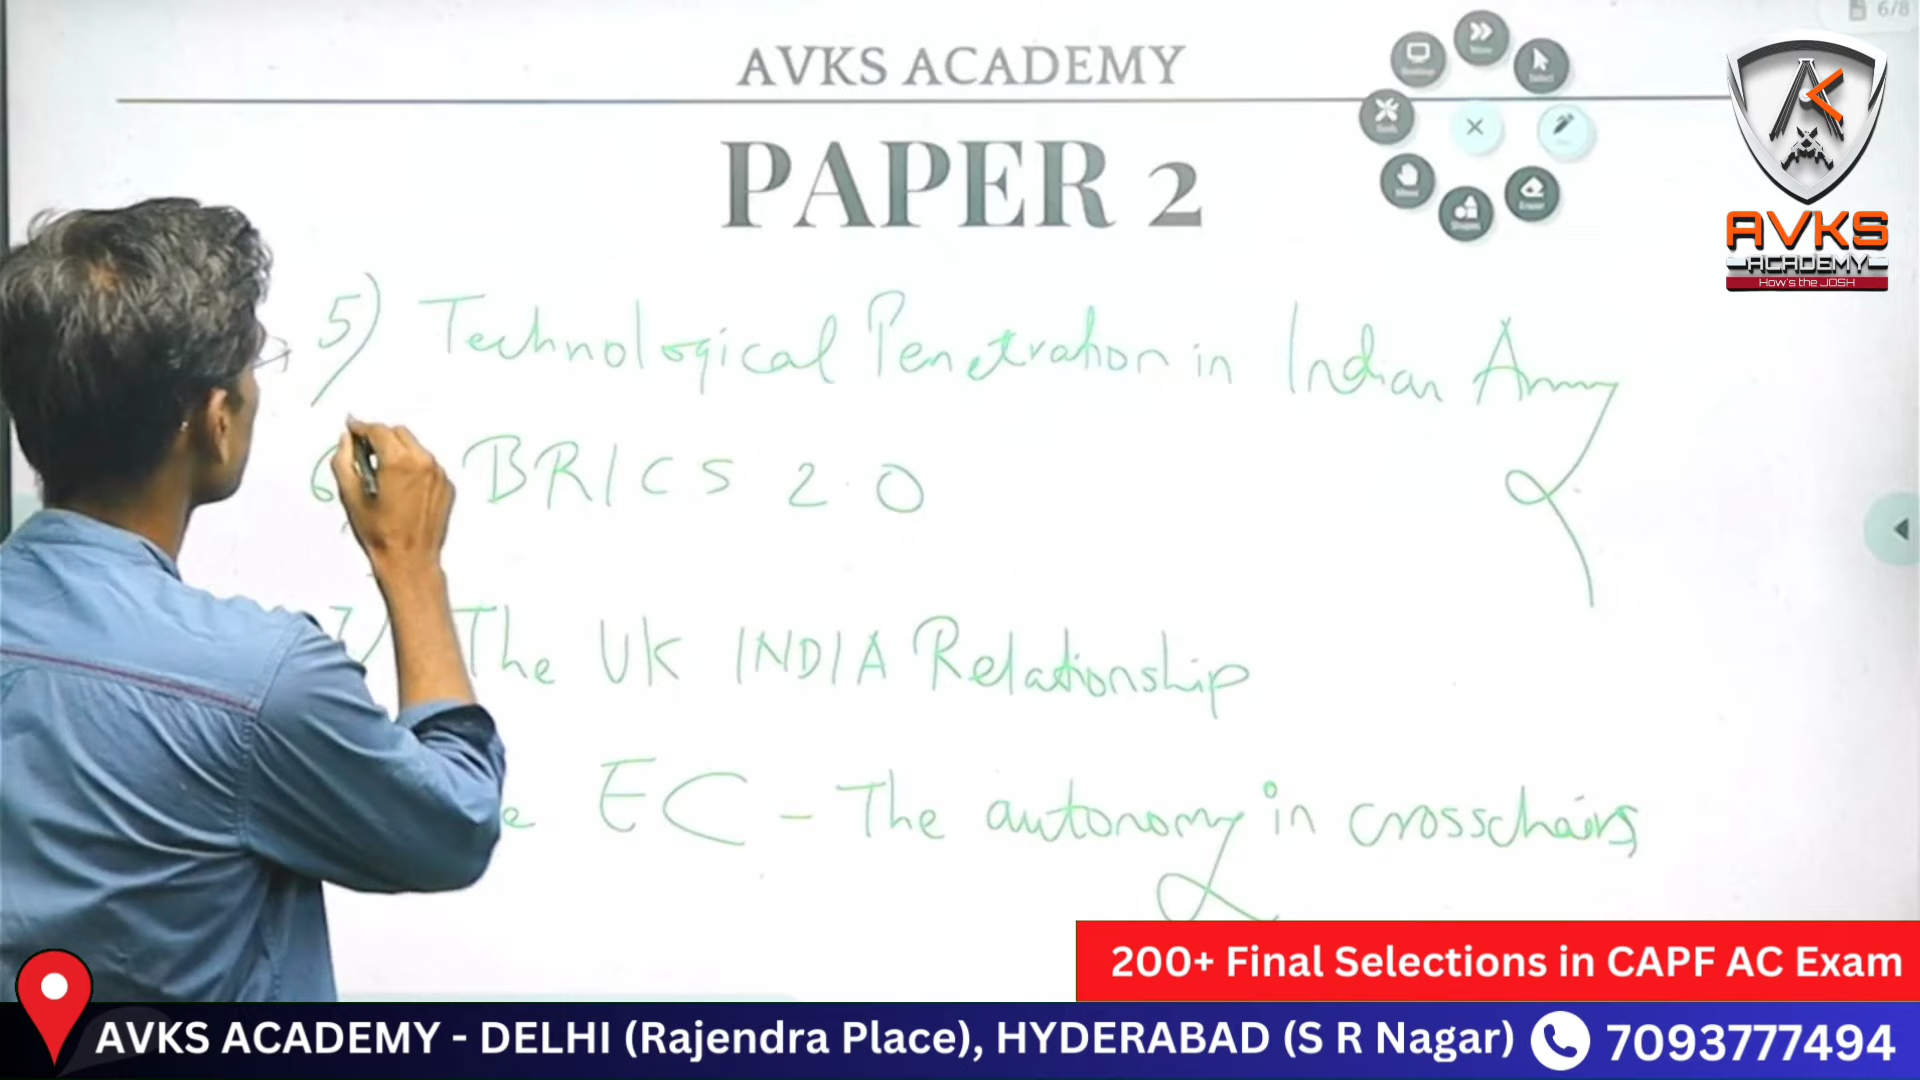 6/8
AVKS ACADEMY
PAPER 2
5) Technological Penetration in Indian Army
6 BRICS 2.0
7) The UK INDIA Relationship
e EC - The autonomy in crosschairs
AVKS
ACADEMY
How's the JOSH
200+ Final Selections in CAPF AC Exam
AVKS ACADEMY - DELHI (Rajendra Place), HYDERABAD (S R Nagar) 7093777494